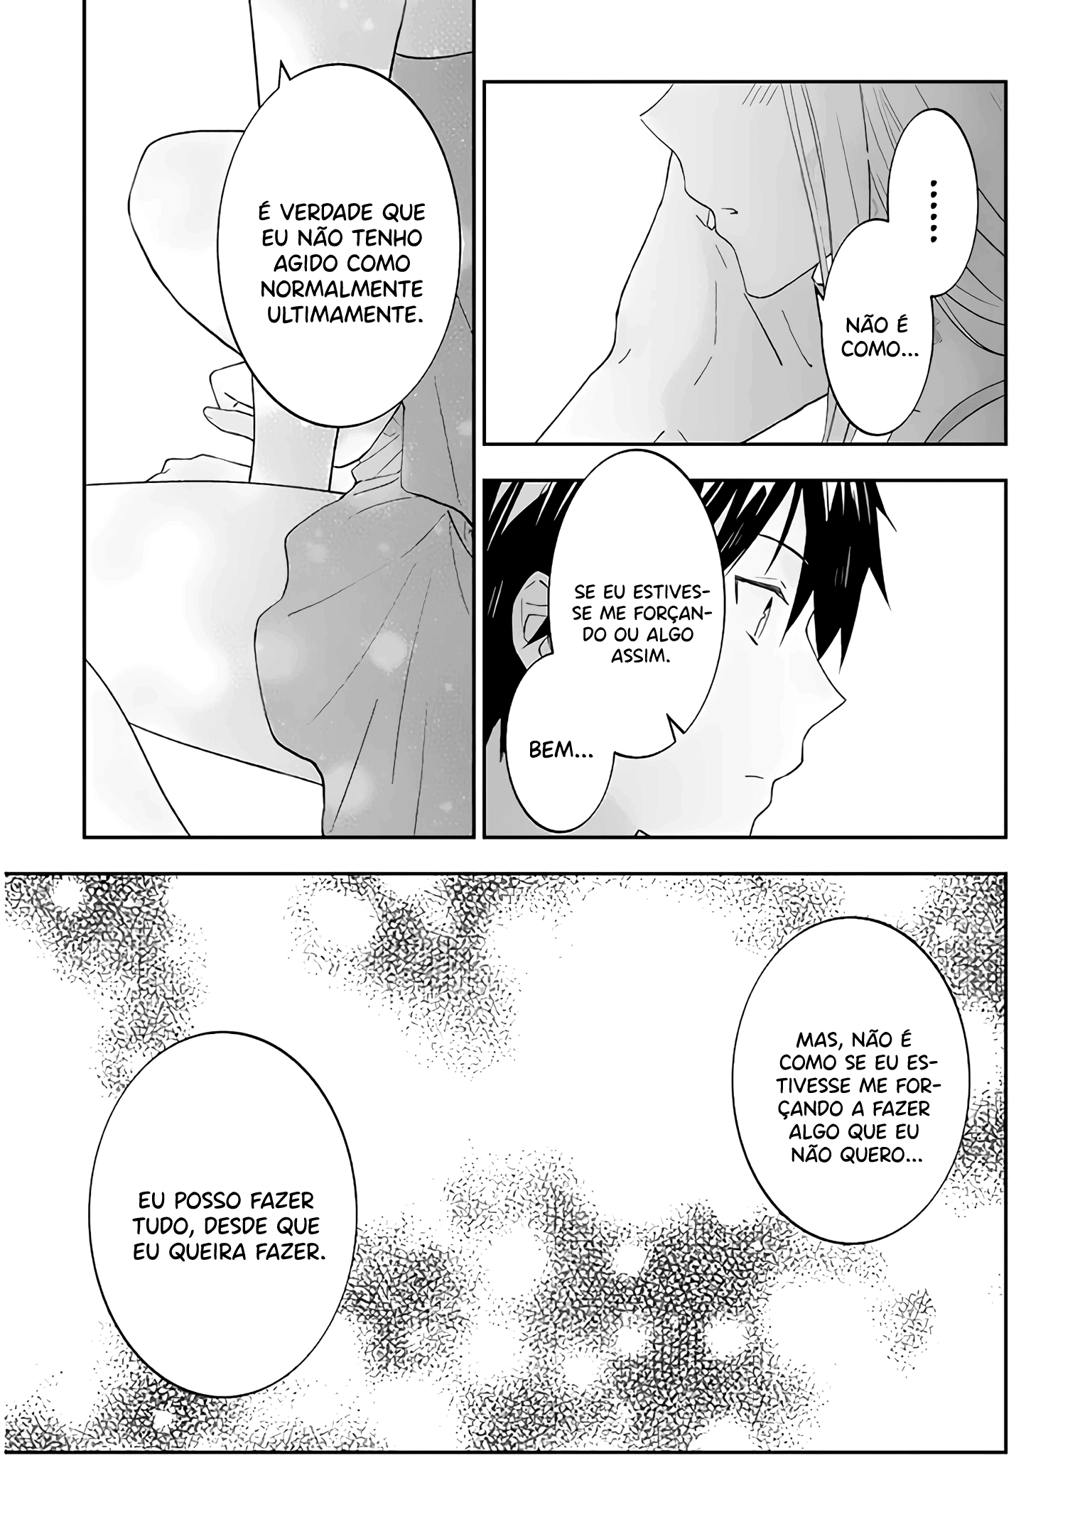 .......
NÃO É
COMO...
SE EU ESTIVES-
SE ME FORÇAN-
DO OU ALGO
ASSIM.
BEM...
É VERDADE QUE
EU NÃO TENHO
AGIDO COMO
NORMALMENTE
ULTIMAMENTE.
MAS, NÃO É
COMO SE EU ES-
TIVESSE ME FOR-
ÇANDO A FAZER
ALGO QUE EU
NÃO QUERO...
EU POSSO FAZER
TUDO, DESDE QUE
EU QUEIRA FAZER.